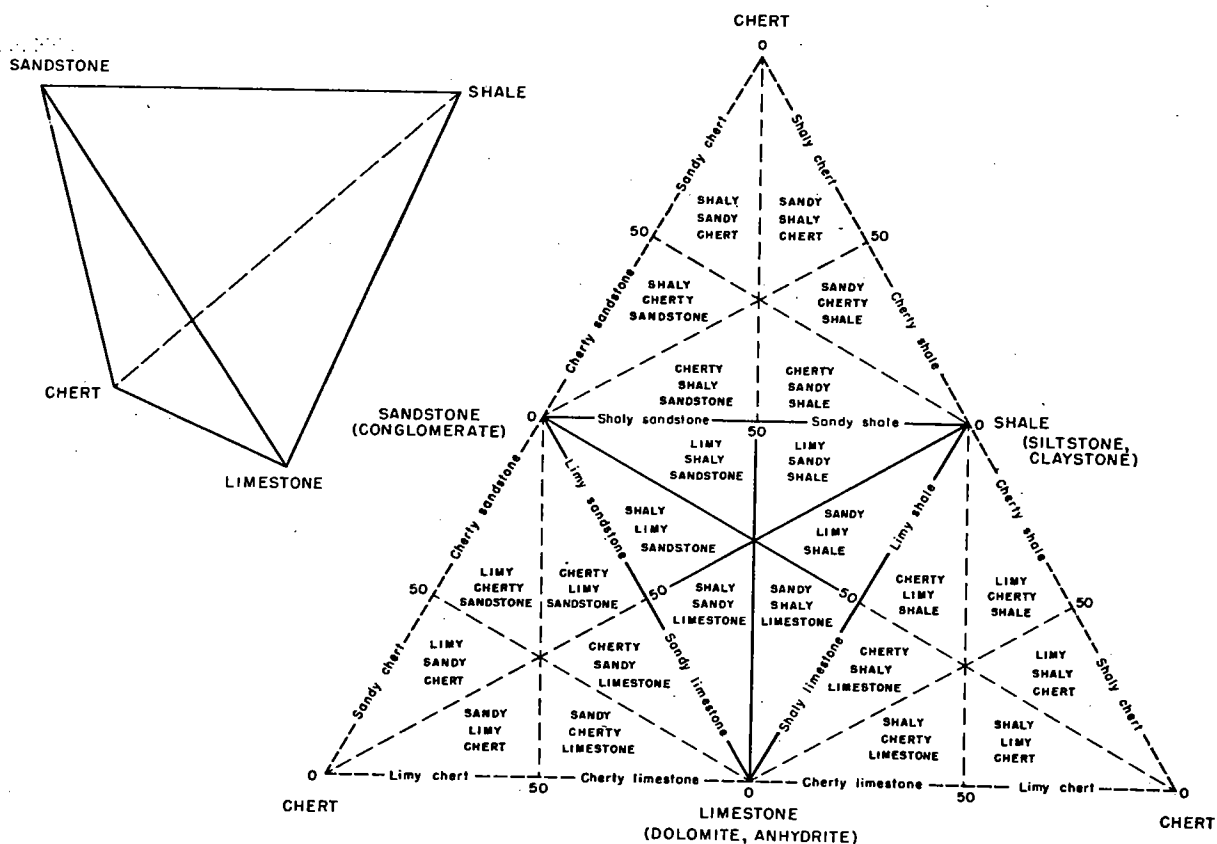 SANDSTONE
SHALE
CHERT
LIMESTONE
CHERT
0
Sandy chert
Shaly chert
SHALY
SANDY
CHERT
SANDY
SHALY
CHERT
50
50
Cherty sandstone
Cherty shale
SHALY
CHERTY
SANDSTONE
SANDY
CHERTY
SHALE
CHERTY
SHALY
SANDSTONE
CHERTY
SANDY
SHALE
SANDSTONE
(CONGLOMERATE)
0
Shaly sandstone
50
Sandy shale
0
SHALE
(SILTSTONE,
CLAYSTONE)
LIMY
SHALY
SANDSTONE
LIMY
SANDY
SHALE
Cherty sandstone
Limy sandstone
Limy shale
Cherty shale
SHALY
LIMY
SANDSTONE
SANDY
LIMY
SHALE
50
LIMY
CHERTY
SANDSTONE
CHERTY
LIMY
SANDSTONE
50
SHALY
SANDY
LIMESTONE
SANDY
SHALY
LIMESTONE
50
CHERTY
LIMY
SHALE
LIMY
CHERTY
SHALE
50
Sandy chert
LIMY
SANDY
CHERT
CHERTY
SANDY
LIMESTONE
Sandy limestone
Shaly limestone
CHERTY
SHALY
LIMESTONE
LIMY
SHALY
CHERT
Shaly chert
SANDY
LIMY
CHERT
SANDY
CHERTY
LIMESTONE
SHALY
CHERTY
LIMESTONE
SHALY
LIMY
CHERT
0
Limy chert
50
Cherty limestone
0
Cherty limestone
50
Limy chert
0
CHERT
LIMESTONE
(DOLOMITE, ANHYDRITE)
CHERT